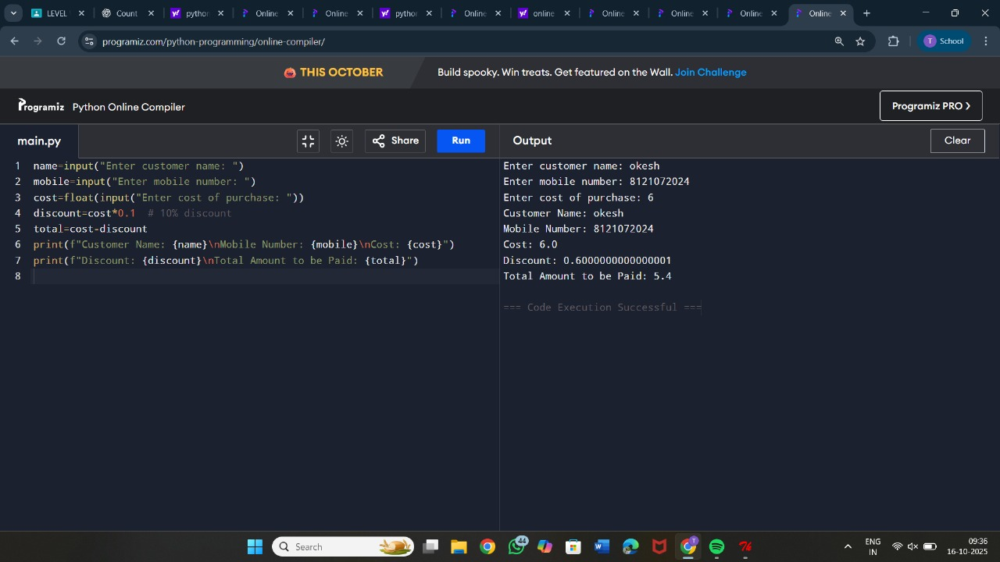 LEVEL
Count
pythor
Online
Online
pythor
Online
online
Online
Online
Online
Online
programiz.com/python-programming/online-compiler/
T School
THIS OCTOBER
Build spooky. Win treats. Get featured on the Wall. Join Challenge
Programiz Python Online Compiler
Programiz PRO
main.py
Share
Run
Output
Clear
1 name=input("Enter customer name: ")
2 mobile=input("Enter mobile number: ")
3 cost=float(input("Enter cost of purchase: "))
4 discount=cost*0.1  # 10% discount
5 total=cost-discount
6 print(f"Customer Name: {name}\nMobile Number: {mobile}\nCost: {cost}")
7 print(f"Discount: {discount}\nTotal Amount to be Paid: {total}")
8
Enter customer name: okesh
Enter mobile number: 8121072024
Enter cost of purchase: 6
Customer Name: okesh
Mobile Number: 8121072024
Cost: 6.0
Discount: 0.6000000000000001
Total Amount to be Paid: 5.4
=== Code Execution Successful ===
Search
44
ENG
IN
09:36
16-10-2025